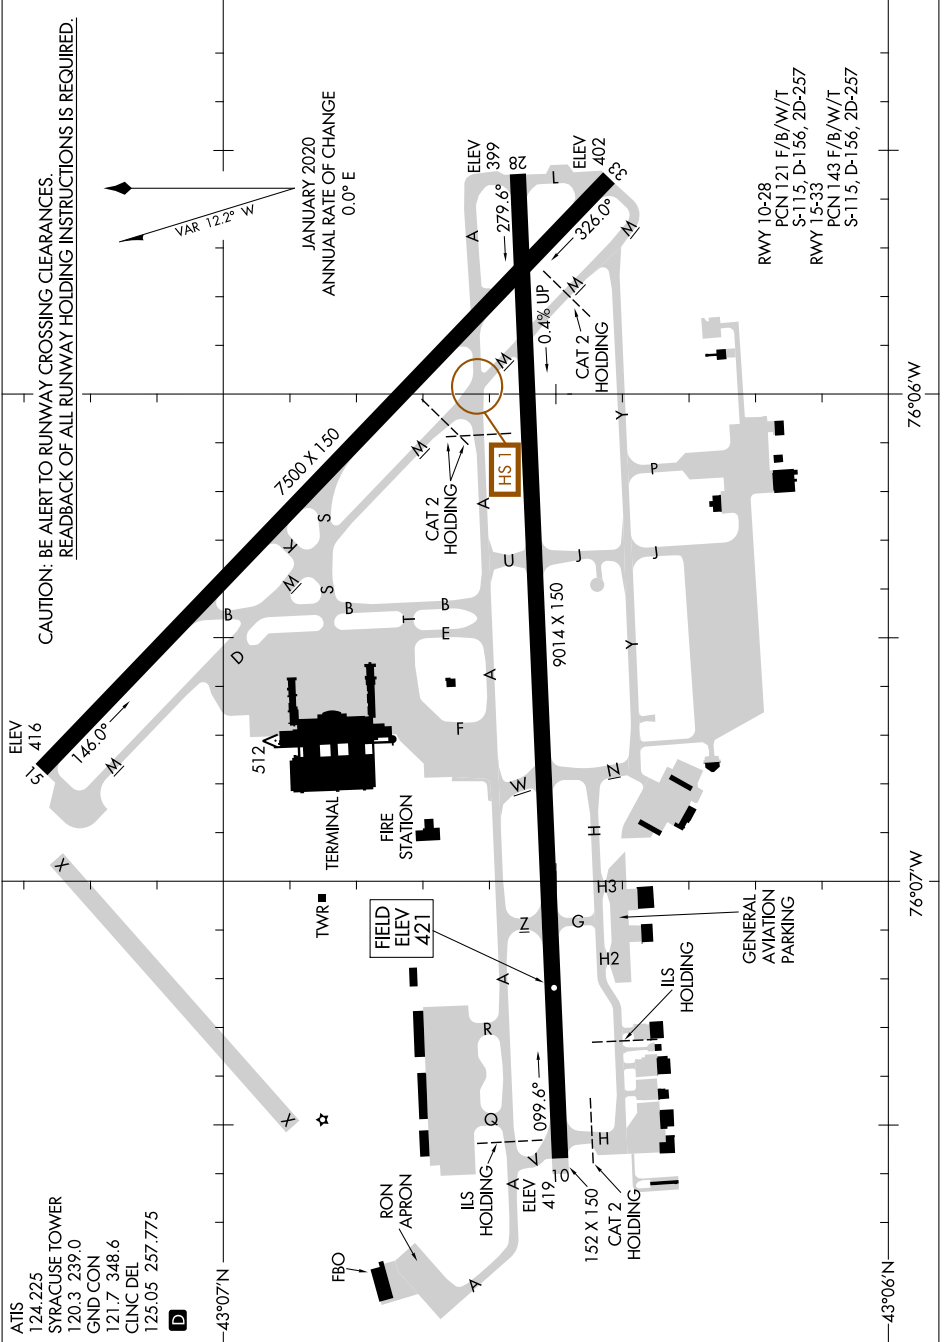 CAUTION: BE ALERT TO RUNWAY CROSSING CLEARANCES.
READBACK OF ALL RUNWAY HOLDING INSTRUCTIONS IS REQUIRED.
ATIS
124.225
SYRACUSE TOWER
120.3 239.0
GND CON
121.7 348.6
CLNC DEL
125.05 257.775
D
VAR 12.2° W
JANUARY 2020
ANNUAL RATE OF CHANGE
0.0° E
RWY 10-28
PCN 121 F/B/W/T
S-115, D-156, 2D-257
RWY 15-33
PCN 143 F/B/W/T
S-115, D-156, 2D-257
ELEV
416
15
146.0°
7500 X 150
ELEV
399
28
279.6°
ELEV
402
33
326.0°
0.4% UP
CAT 2
HOLDING
CAT 2
HOLDING
HS 1
9014 X 150
512
TERMINAL
FIRE
STATION
TWR
FIELD
ELEV
421
GENERAL
AVIATION
PARKING
ILS
HOLDING
ILS
HOLDING
099.6°
10
ELEV
419
152 X 150
CAT 2
HOLDING
RON
APRON
FBO
43°07'N
43°06'N
76°06'W
76°07'W
A
L
M
M
M
M
M
M
A
A
A
A
A
S
S
K
B
B
B
D
T
E
F
U
J
J
P
Y
Y
W
N
H
H3
H2
G
Z
R
Q
V
H
X
X